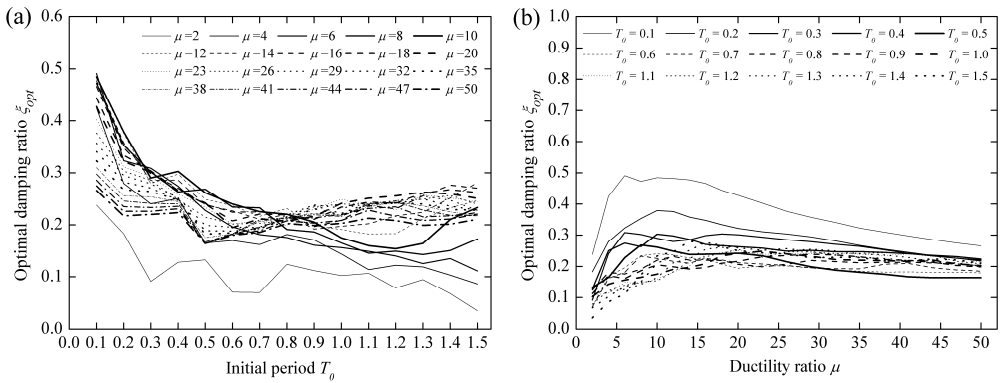 (a)
0.6
0.5
0.4
0.3
0.2
0.1
0.0
Optimal damping ratio ξopt
μ=2 μ=4 μ=6 μ=8 μ=10
μ=12 μ=14 μ=16 μ=18 μ=20
μ=23 μ=26 μ=29 μ=32 μ=35
μ=38 μ=41 μ=44 μ=47 μ=50
0.0 0.1 0.2 0.3 0.4 0.5 0.6 0.7 0.8 0.9 1.0 1.1 1.2 1.3 1.4 1.5
Initial period T0
(b)
1.0
0.9
0.8
0.7
0.6
0.5
0.4
0.3
0.2
0.1
0.0
Optimal damping ratio ξopt
T0 = 0.1 T0 = 0.2 T0 = 0.3 T0 = 0.4 T0 = 0.5
T0 = 0.6 T0 = 0.7 T0 = 0.8 T0 = 0.9 T0 = 1.0
T0 = 1.1 T0 = 1.2 T0 = 1.3 T0 = 1.4 T0 = 1.5
0 5 10 15 20 25 30 35 40 45 50
Ductility ratio μ